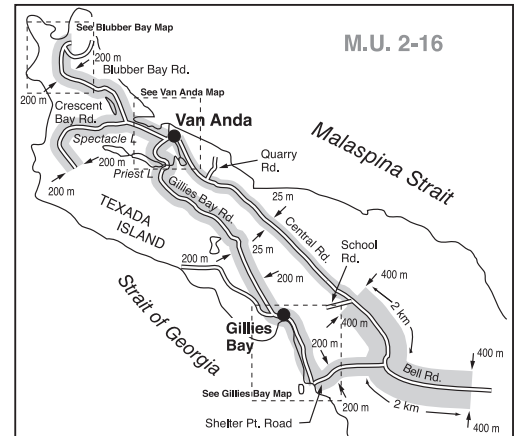 See Blubber Bay Map
M.U. 2-16
200 m
Blubber Bay Rd.
200 m
See Van Anda Map
Crescent
Bay Rd.
Van Anda
Spectacle L
Malaspina Strait
200 m
Priest L
Quarry
Rd.
200 m
Gillies Bay Rd.
25 m
TEXADA
ISLAND
Central Rd.
School
Rd.
25 m
200 m
200 m
400 m
Strait of Georgia
2 km
Gillies
Bay
400 m
200 m
400 m
Bell Rd.
See Gillies Bay Map
2 km
200 m
400 m
Shelter Pt. Road